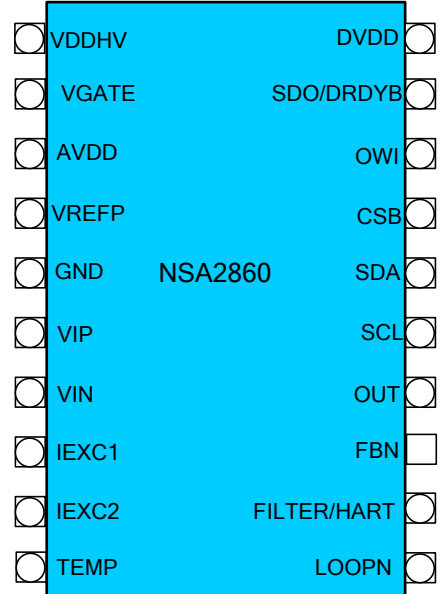 VDDHV
DVDD
VGATE
SDO/DRDYB
AVDD
OWI
VREFP
CSB
GND
NSA2860
SDA
VIP
SCL
VIN
OUT
IEXC1
FBN
IEXC2
FILTER/HART
TEMP
LOOPN